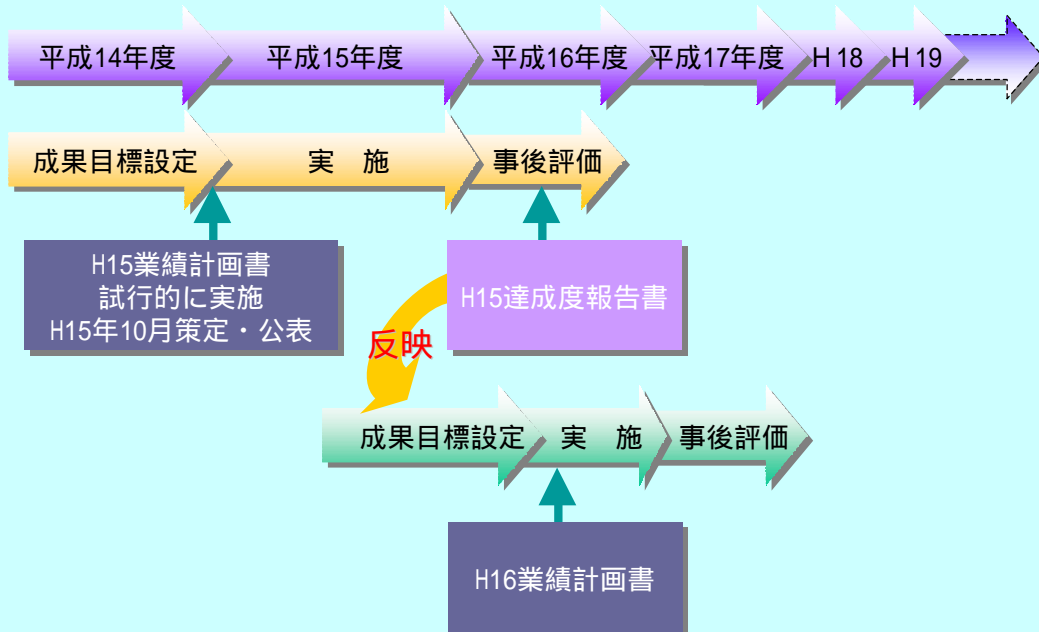 平成14年度 平成15年度 平成16年度 平成17年度 H18 H19
成果目標設定 実　施 事後評価
H15業績計画書
試行的に実施
H15年10月策定・公表
H15達成度報告書
反映
成果目標設定 実　施 事後評価
H16業績計画書